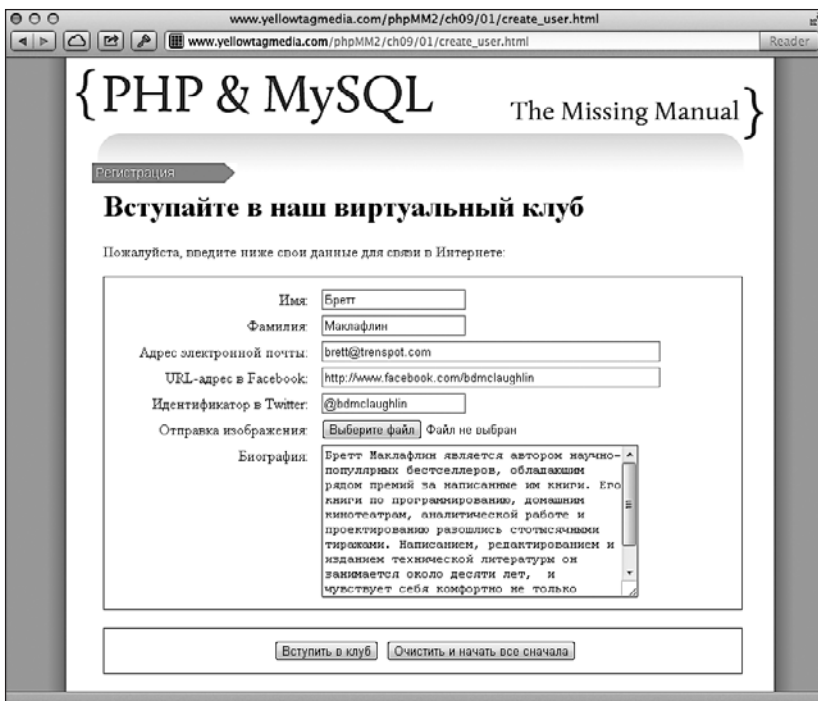 www.yellowtagmedia.com/phpMM2/ch09/01/create_user.html
www.yellowtagmedia.com/phpMM2/ch09/01/create_user.html
Reader
{PHP & MySQL
The Missing Manual}
Регистрация
Вступайте в наш виртуальный клуб
Пожалуйста, введите ниже свои данные для связи в Интернете:
Имя: Бретт
Фамилия: Маклафлин
Адрес электронной почты: brett@trenspot.com
URL-адрес в Facebook: http://www.facebook.com/bdmclaughlin
Идентификатор в Twitter: @bdmclaughlin
Отправка изображения: Выберите файл Файл не выбран
Биография: Бретт Маклафлин является автором научно-
популярных бестселлеров, обладающим
рядом премий за написанные им книги. Его
книги по программированию, домашним
кинотеатрам, аналитической работе и
проектированию разошлись стотысячными
тиражами. Написанием, редактированием и
изданием технической литературы он
занимается около десяти лет, и
чувствует себя комфортно не только
Вступить в клуб Очистить и начать все сначала